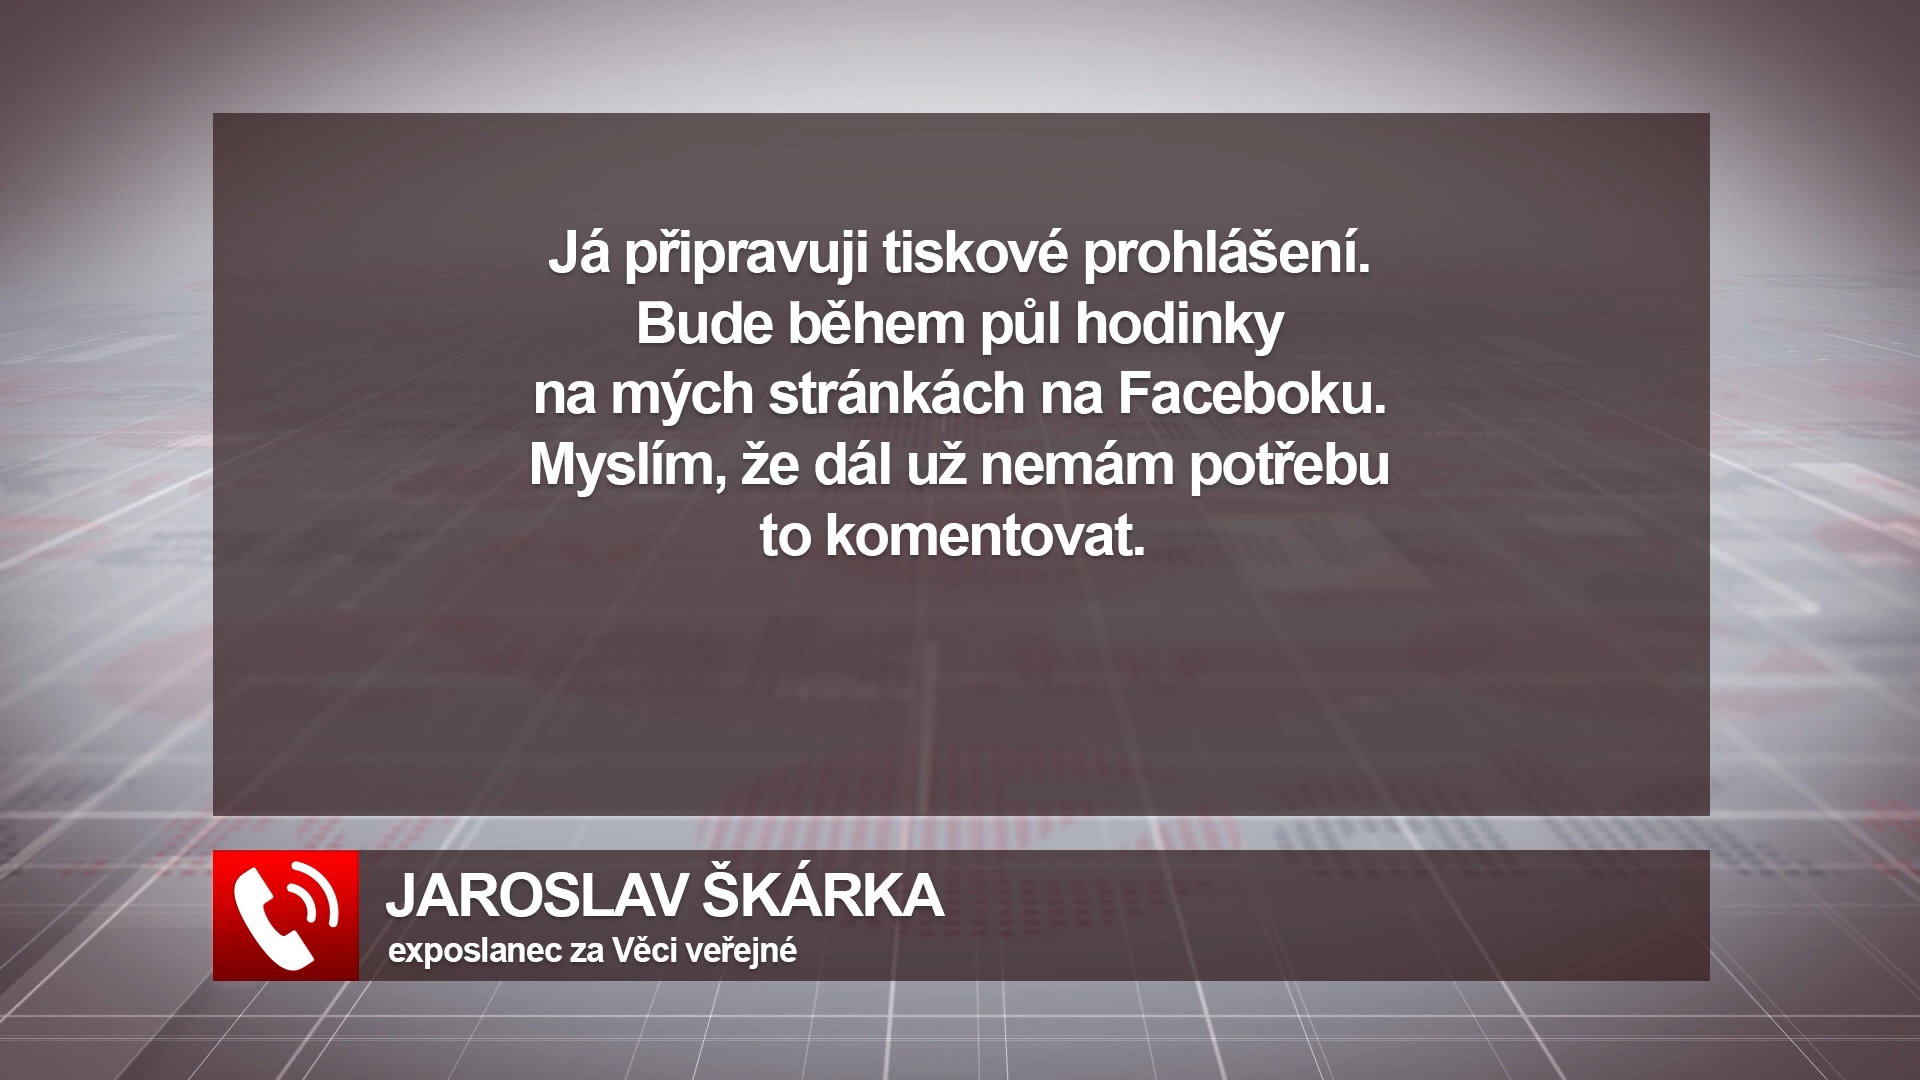 Já připravuji tiskové prohlášení.
Bude během půl hodinky
na mých stránkách na Faceboku.
Myslím, že dál už nemám potřebu
to komentovat.
JAROSLAV ŠKÁRKA
exposlanec za Věci veřejné